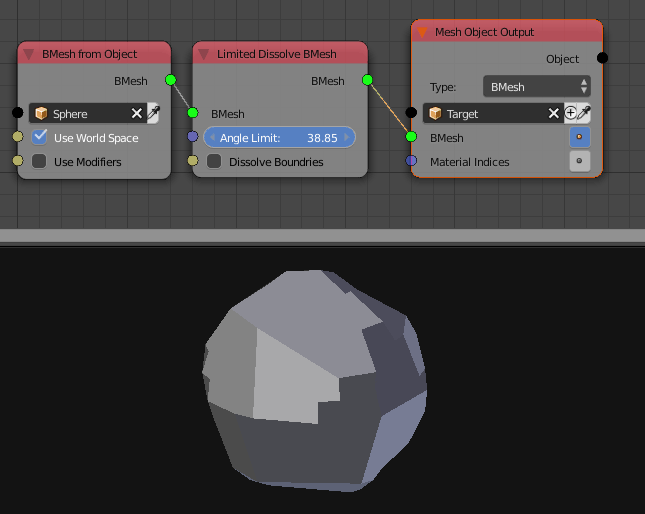 BMesh from Object
BMesh
Sphere
Use World Space
Use Modifiers
Limited Dissolve BMesh
BMesh
BMesh
Angle Limit: 38.85
Dissolve Boundries
Mesh Object Output
Object
Type: BMesh
Target
BMesh
Material Indices